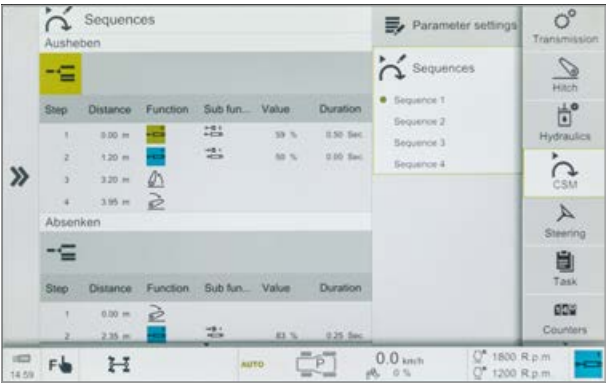 Sequences
Ausheben
Step Distance Function Sub fun... Value Duration
1 0.00 m 59 % 0.50 Sec.
2 1.20 m 50 % 0.00 Sec.
3 3.20 m
4 3.95 m
Absenken
Step Distance Function Sub fun... Value Duration
1 0.00 m
2 2.35 m 83 % 0.25 Sec.
Parameter settings
Sequences
Sequence 1
Sequence 2
Sequence 3
Sequence 4
Transmission
Hitch
Hydraulics
CSM
Steering
Task
Counters
14:59
F
AUTO
P
0.0 km/h
0 %
1800 R.p.m.
1200 R.p.m.